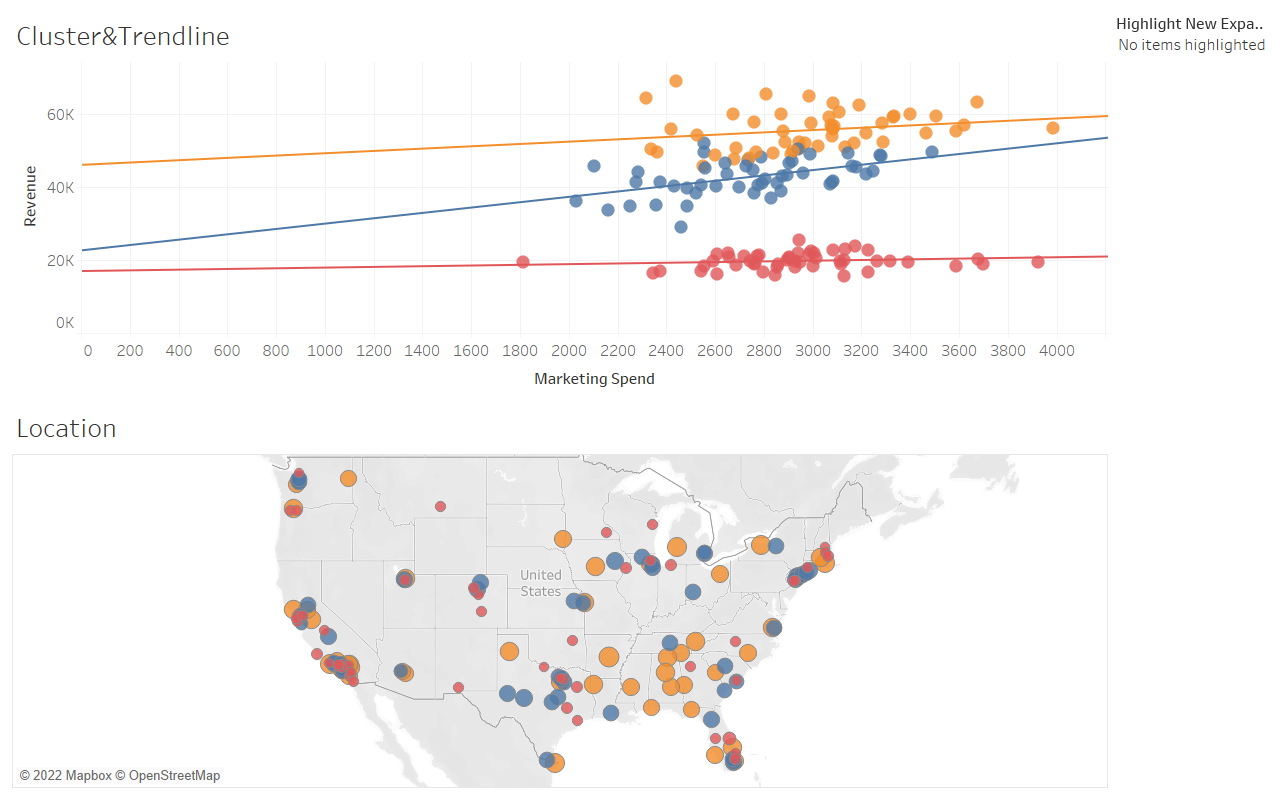 Cluster&Trendline
Highlight New Expa..
No items highlighted
60K
40K
20K
0K
Revenue
0 200 400 600 800 1000 1200 1400 1600 1800 2000 2200 2400 2600 2800 3000 3200 3400 3600 3800 4000
Marketing Spend
Location
United
States
© 2022 Mapbox © OpenStreetMap